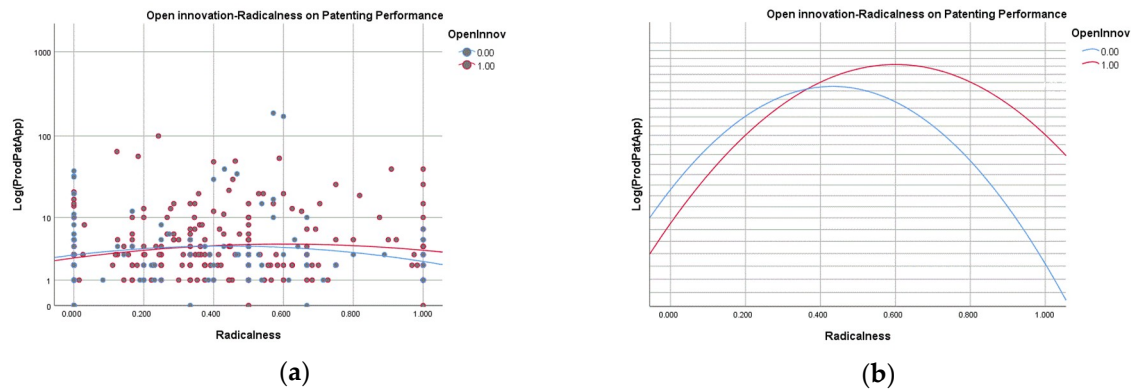 Open innovation-Radicalness on Patenting Performance
OpenInnov
0.00
1.00
Log(ProdPatApp)
1000
100
10
1
0
0.000 0.200 0.400 0.600 0.800 1.000
Radicalness
(a)
Open innovation-Radicalness on Patenting Performance
OpenInnov
0.00
1.00
Log(ProdPatApp)
0.000 0.200 0.400 0.600 0.800 1.000
Radicalness
(b)